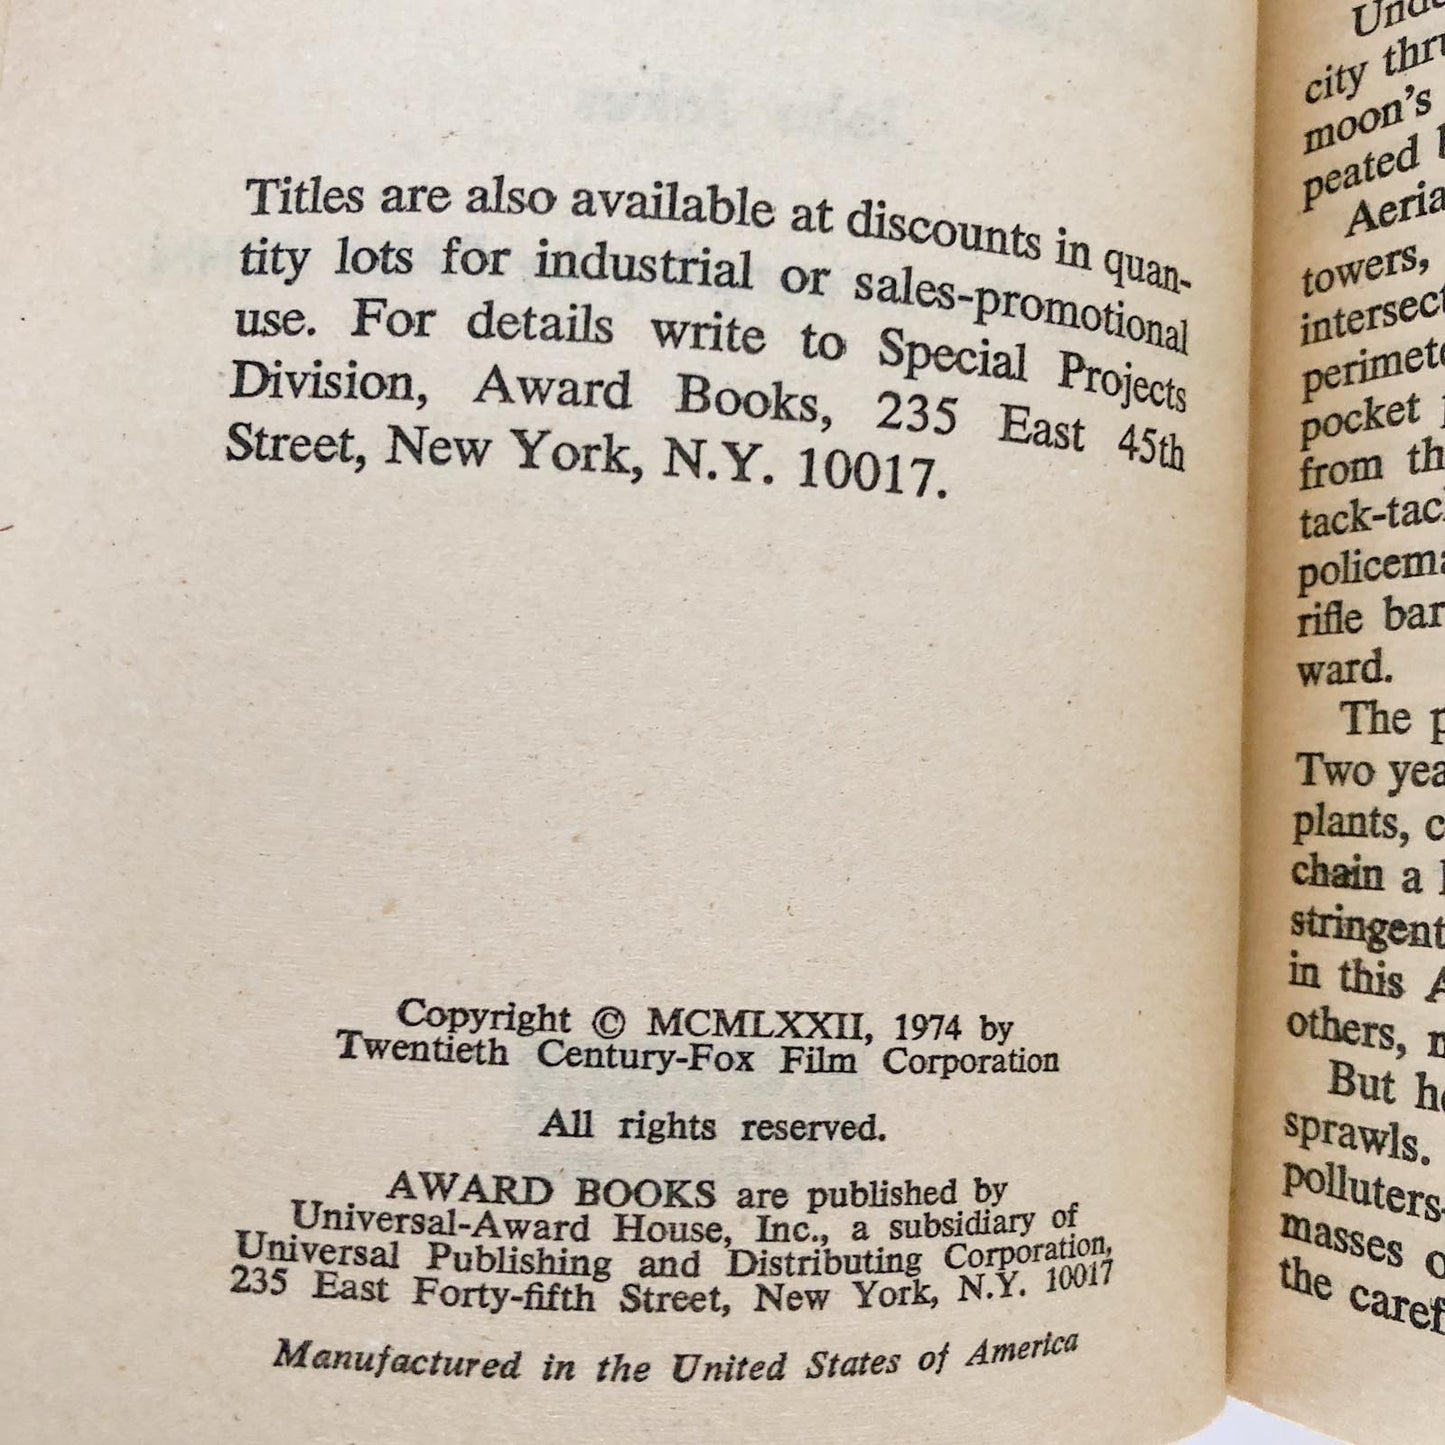 Titles are also available at discounts in quan-
tity lots for industrial or sales-promotional
use. For details write to Special Projects
Division, Award Books, 235 East 45th
Street, New York, N.Y. 10017.
Copyright © MCMLXXII, 1974 by
Twentieth Century-Fox Film Corporation
All rights reserved.
AWARD BOOKS are published by
Universal-Award House, Inc., a subsidiary of
Universal Publishing and Distributing Corporation,
235 East Forty-fifth Street, New York, N.Y. 10017
Manufactured in the United States of America
city
moon's
peated
towers,
pocket
from
rifle
ward.
The
Two
plants,
chain a
stringent
in this
others,
But
sprawls.
polluters-
masses
the